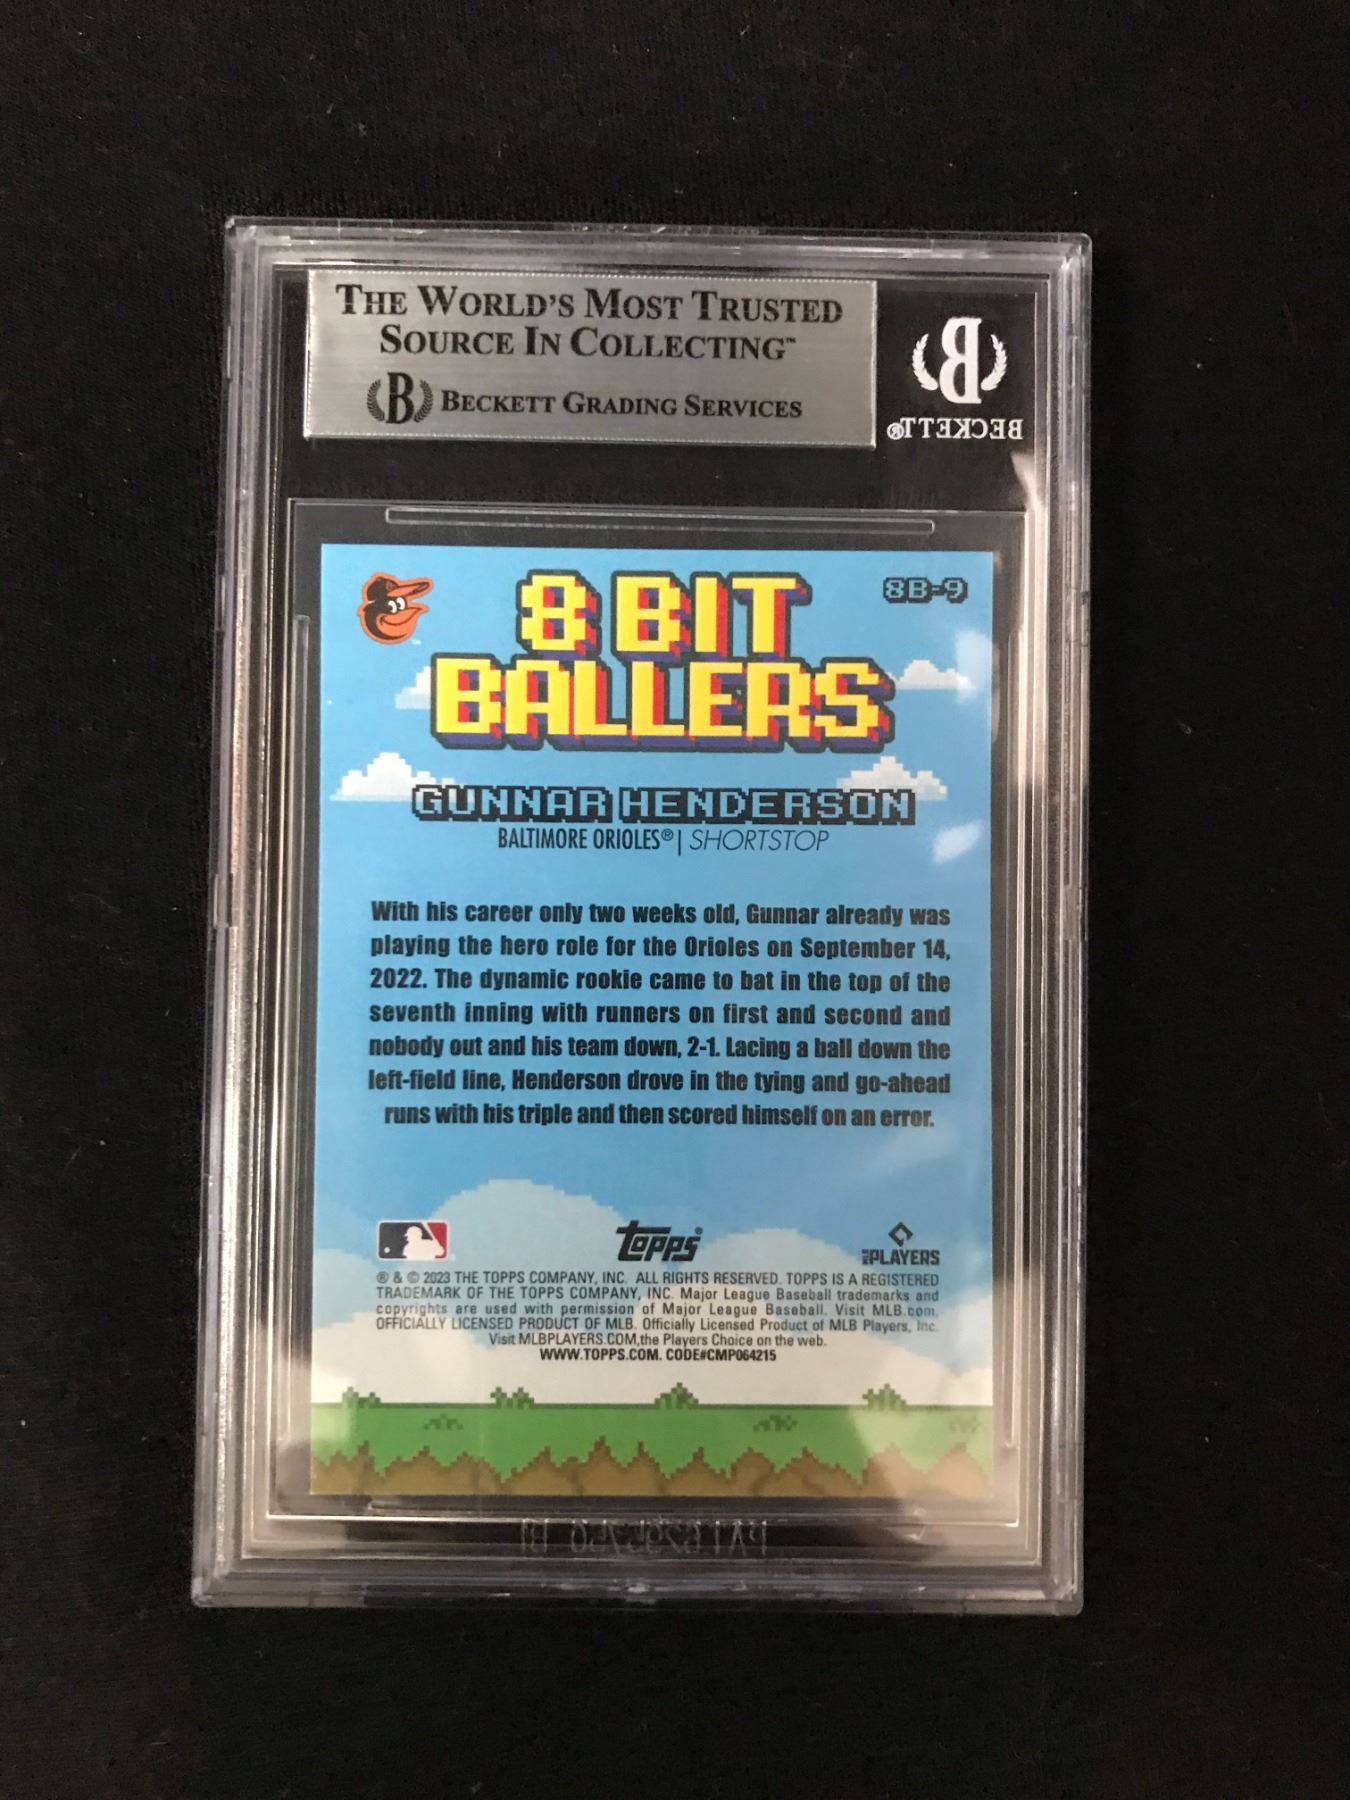 THE WORLD'S MOST TRUSTED
SOURCE IN COLLECTING™
B BECKETT GRADING SERVICES
B
BECKETT®
8 BIT
BALLERS
8B-9
GUNNAR HENDERSON
BALTIMORE ORIOLES® | SHORTSTOP
With his career only two weeks old, Gunnar already was
playing the hero role for the Orioles on September 14,
2022. The dynamic rookie came to bat in the top of the
seventh inning with runners on first and second and
nobody out and his team down, 2-1. Lacing a ball down the
left-field line, Henderson drove in the tying and go-ahead
runs with his triple and then scored himself on an error.
topps
MLB PLAYERS
® & © 2023 THE TOPPS COMPANY, INC. ALL RIGHTS RESERVED. TOPPS IS A REGISTERED
TRADEMARK OF THE TOPPS COMPANY, INC. Major League Baseball trademarks and
copyrights are used with permission of Major League Baseball. Visit MLB.com.
OFFICIALLY LICENSED PRODUCT OF MLB. Officially Licensed Product of MLB Players, Inc.
Visit MLBPLAYERS.COM,the Players Choice on the web.
WWW.TOPPS.COM. CODE#CMP064215